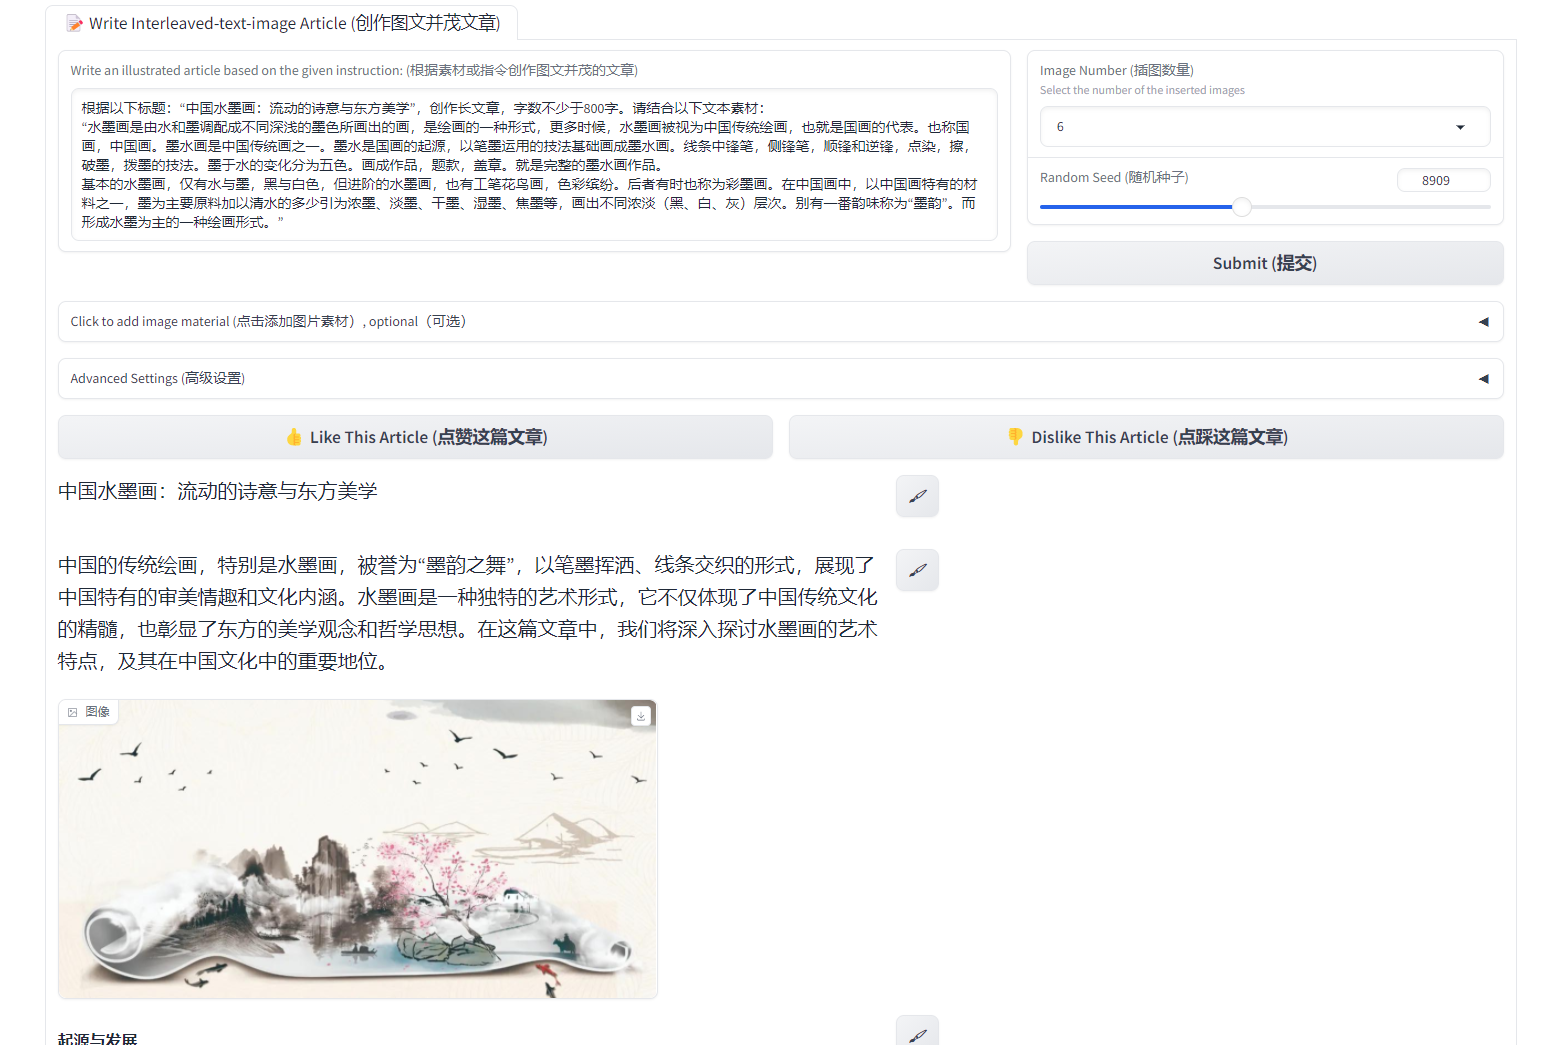 Write Interleaved-text-image Article (创作图文并茂文章)
Write an illustrated article based on the given instruction: (根据素材或指令创作图文并茂的文章)
根据以下标题：“中国水墨画：流动的诗意与东方美学”，创作长文章，字数不少于800字。请结合以下文本素材：
“水墨画是由水和墨调配成不同深浅的墨色所画出的画，是绘画的一种形式，更多时候，水墨画被视为中国传统绘画，也就是国画的代表。也称国
画，中国画。墨水画是中国传统画之一。墨水是国画的起源，以笔墨运用的技法基础画成墨水画。线条中锋笔，侧锋笔，顺锋和逆锋，点染，擦，
破墨，拨墨的技法。墨于水的变化分为五色。画成作品，题款，盖章。就是完整的墨水画作品。
基本的水墨画，仅有水与墨，黑与白色，但进阶的水墨画，也有工笔花鸟画，色彩缤纷。后者有时也称为彩墨画。在中国画中，以中国画特有的材
料之一，墨为主要原料加以清水的多少引为浓墨、淡墨、干墨、湿墨、焦墨等，画出不同浓淡（黑、白、灰）层次。别有一番韵味称为“墨韵”。而
形成水墨为主的一种绘画形式。”
Image Number (插图数量)
Select the number of the inserted images
6
Random Seed (随机种子)
8909
Submit (提交)
Click to add image material (点击添加图片素材）, optional（可选）
Advanced Settings (高级设置)
Like This Article (点赞这篇文章)
Dislike This Article (点踩这篇文章)
中国水墨画：流动的诗意与东方美学
中国的传统绘画，特别是水墨画，被誉为“墨韵之舞”，以笔墨挥洒、线条交织的形式，展现了
中国特有的审美情趣和文化内涵。水墨画是一种独特的艺术形式，它不仅体现了中国传统文化
的精髓，也彰显了东方的美学观念和哲学思想。在这篇文章中，我们将深入探讨水墨画的艺术
特点，及其在中国文化中的重要地位。
图像
起源与发展